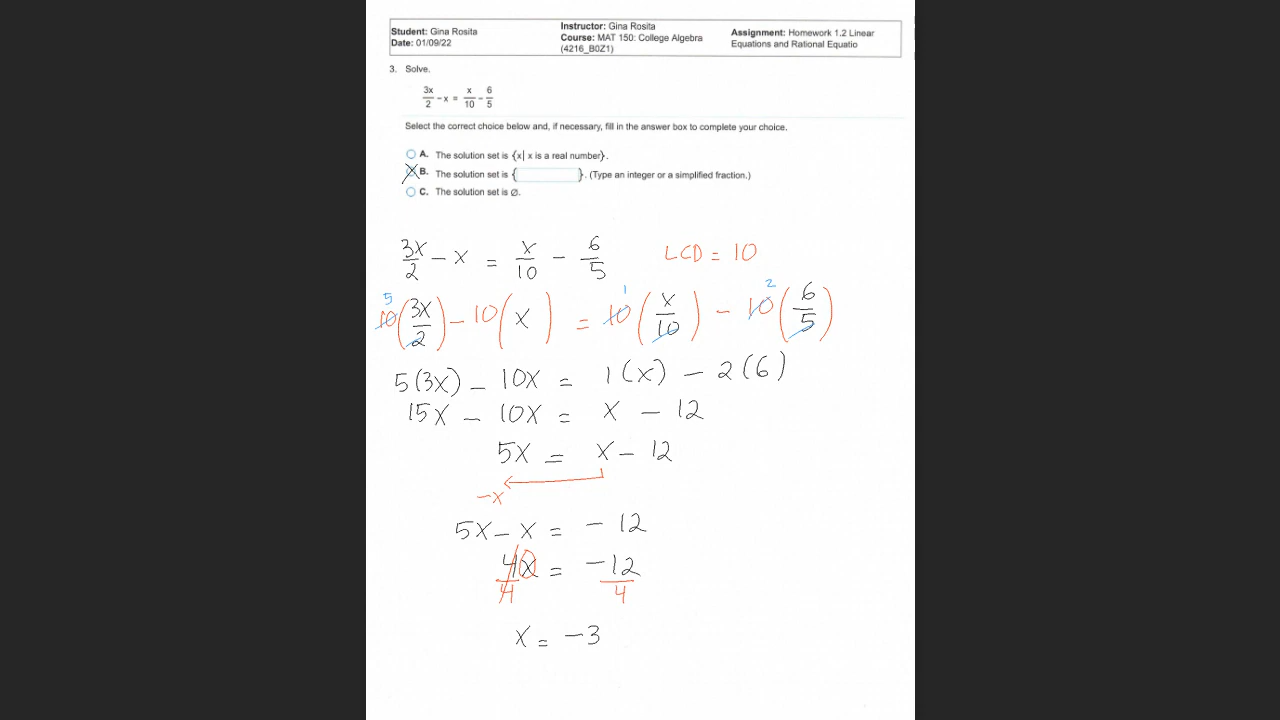 Student: Gina Rosita
Date: 01/09/22
Instructor: Gina Rosita
Course: MAT 150: College Algebra
(4216_B0Z1)
Assignment: Homework 1.2 Linear
Equations and Rational Equatio
3. Solve.
3x/2 - x = x/10 - 6/5
Select the correct choice below and, if necessary, fill in the answer box to complete your choice.
A. The solution set is {x| x is a real number}.
B. The solution set is { }. (Type an integer or a simplified fraction.)
C. The solution set is ∅.
3x/2 - x = x/10 - 6/5 LCD = 10
5 1 2
10(3x/2) - 10(x) = 10(x/10) - 10(6/5)
5(3x) - 10x = 1(x) - 2(6)
15x - 10x = x - 12
5x = x - 12
-x
5x - x = -12
4x/4 = -12/4
x = -3